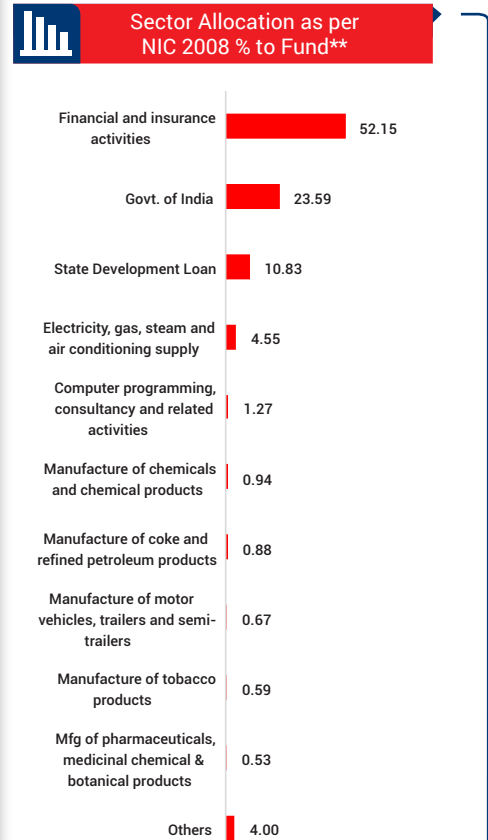 Sector Allocation as per
NIC 2008 % to Fund**
Financial and insurance
activities
52.15
Govt. of India
23.59
State Development Loan
10.83
Electricity, gas, steam and
air conditioning supply
4.55
Computer programming,
consultancy and related
activities
1.27
Manufacture of chemicals
and chemical products
0.94
Manufacture of coke and
refined petroleum products
0.88
Manufacture of motor
vehicles, trailers and semi-
trailers
0.67
Manufacture of tobacco
products
0.59
Mfg of pharmaceuticals,
medicinal chemical &
botanical products
0.53
Others
4.00